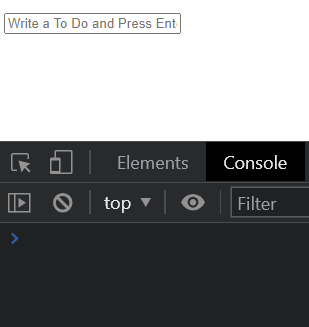 Write a To Do and Press Ent
Elements Console
top Filter